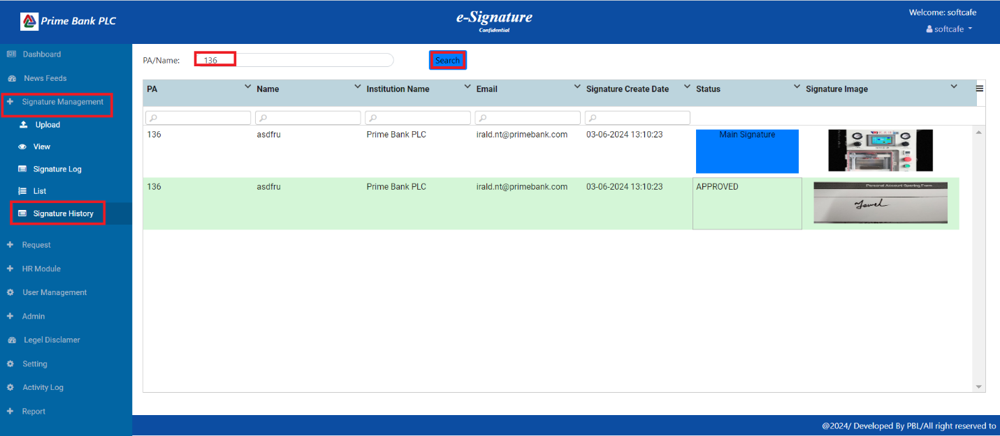 Prime Bank PLC
e-Signature
Confidential
Welcome: softcafe
softcafe
Dashboard
News Feeds
Signature Management
Upload
View
Signature Log
List
Signature History
Request
HR Module
User Management
Admin
Legel Disclamer
Setting
Activity Log
Report
PA/Name: 136 Search
PA Name Institution Name Email Signature Create Date Status Signature Image
136 asdfru Prime Bank PLC irald.nt@primebank.com 03-06-2024 13:10:23 Main Signature
136 asdfru Prime Bank PLC irald.nt@primebank.com 03-06-2024 13:10:23 APPROVED
Personal Account Opening Form
@2024/ Developed By PBL/All right reserved to